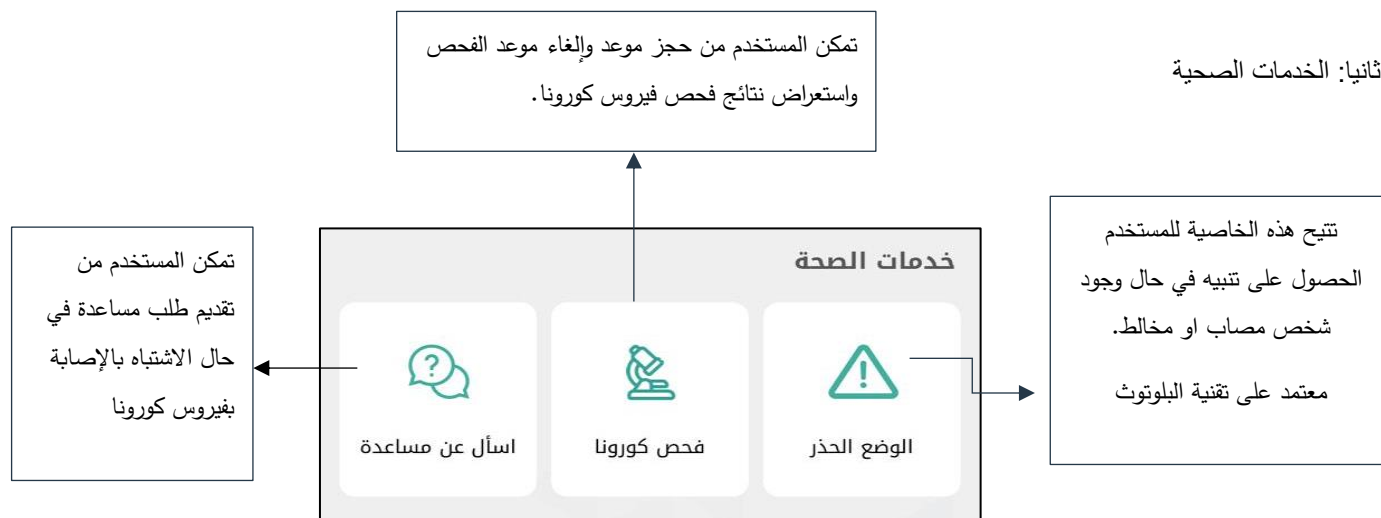 تمكن المستخدم من حجز موعد وإلغاء موعد الفحص
واستعراض نتائج فحص فيروس كورونا.
ثانيا: الخدمات الصحية
تتيح هذه الخاصية للمستخدم
الحصول على تنبيه في حال وجود
شخص مصاب او مخالط.
معتمد على تقنية البلوتوث
خدمات الصحة
الوضع الحذر
فحص كورونا
اسأل عن مساعدة
تمكن المستخدم من
تقديم طلب مساعدة في
حال الاشتباه بالإصابة
بفيروس كورونا